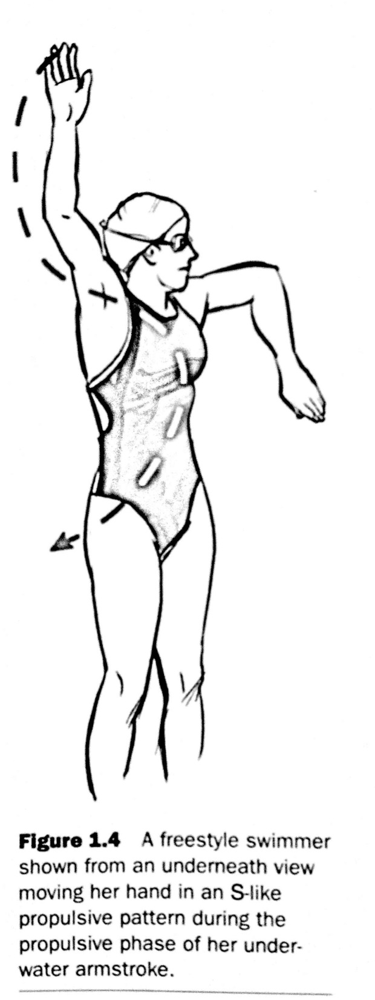 Figure 1.4 A freestyle swimmer
shown from an underneath view
moving her hand in an S-like
propulsive pattern during the
propulsive phase of her under-
water armstroke.